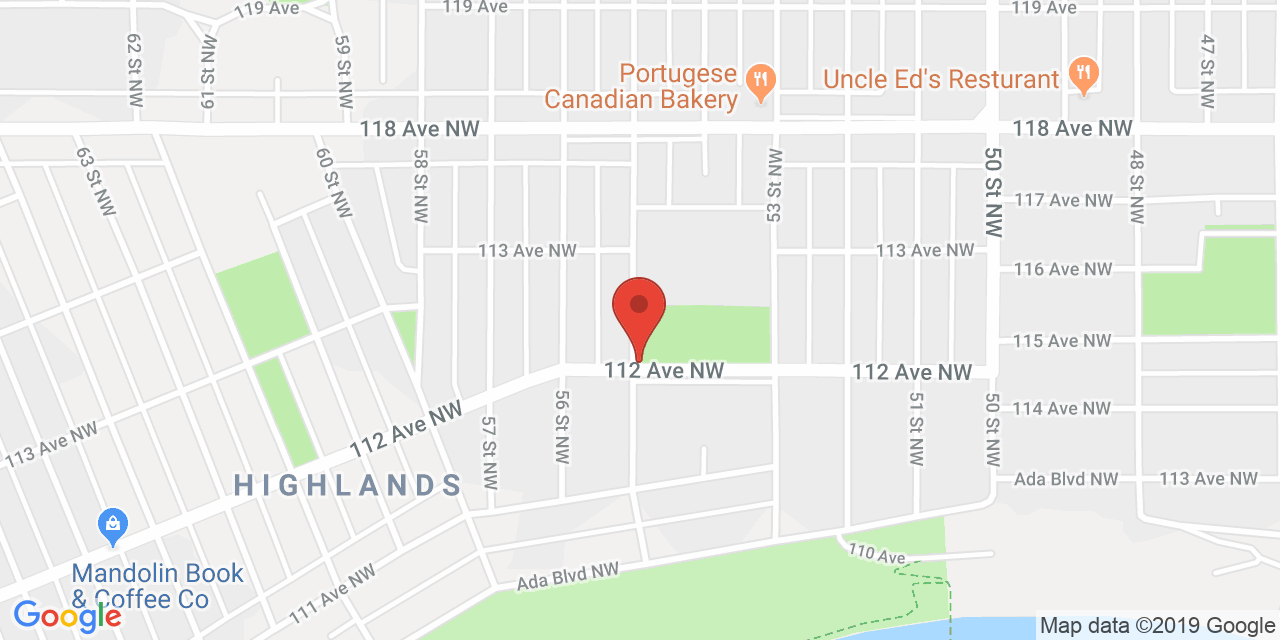 119 Ave
119 Ave
119 Ave
62 St NW
61 St NW
59 St NW
47 St NW
Portugese
Canadian Bakery
Uncle Ed's Resturant
118 Ave NW
118 Ave NW
63 St NW
60 St NW
58 St NW
53 St NW
50 St NW
48 St NW
117 Ave NW
113 Ave NW
113 Ave NW
116 Ave NW
115 Ave NW
112 Ave NW
112 Ave NW
112 Ave NW
113 Ave NW
57 St NW
56 St NW
51 St NW
50 St NW
114 Ave NW
HIGHLANDS
Ada Blvd NW
113 Ave NW
Mandolin Book
& Coffee Co
111 Ave NW
Ada Blvd NW
110 Ave
Google
Map data ©2019 Google